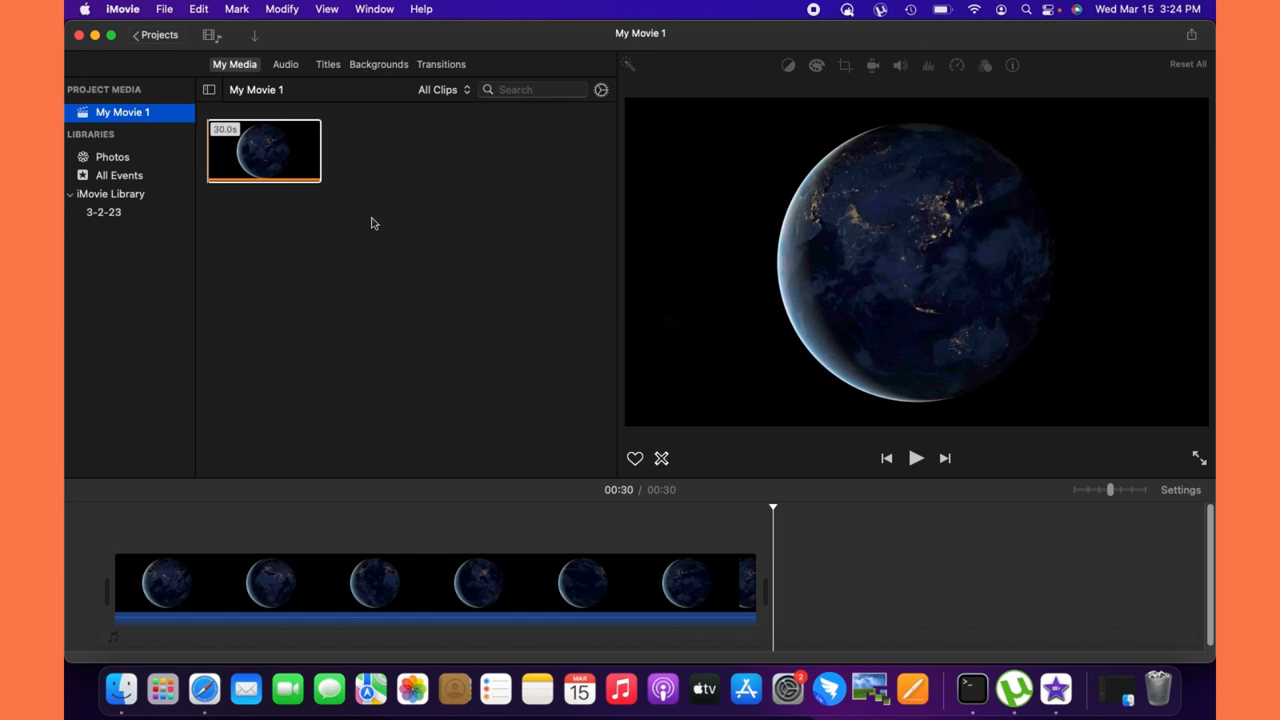 iMovie File Edit Mark Modify View Window Help Wed Mar 15 3:24 PM
Projects My Movie 1
My Media Audio Titles Backgrounds Transitions Reset All
PROJECT MEDIA My Movie 1 All Clips Search
My Movie 1
30.0s
LIBRARIES
Photos
All Events
iMovie Library
3-2-23
00:30 / 00:30 Settings
MAR
15
tv
2